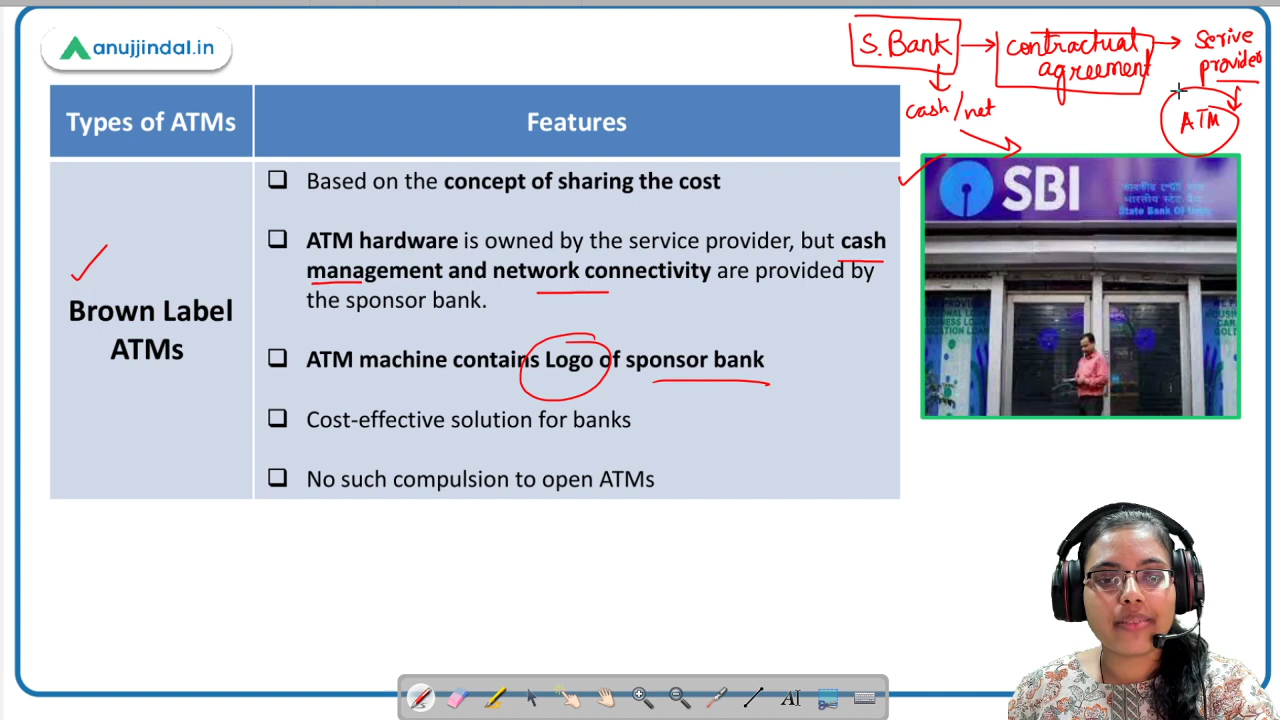 anujjindal.in
S. Bank
contractual agreement
Serive provider
cash/net
ATM
Types of ATMs
Features
Brown Label
ATMs
Based on the concept of sharing the cost
ATM hardware is owned by the service provider, but cash
management and network connectivity are provided by
the sponsor bank.
ATM machine contains Logo of sponsor bank
Cost-effective solution for banks
No such compulsion to open ATMs
SBI
भारतीय स्टेट बैंक
State Bank Of India
AI